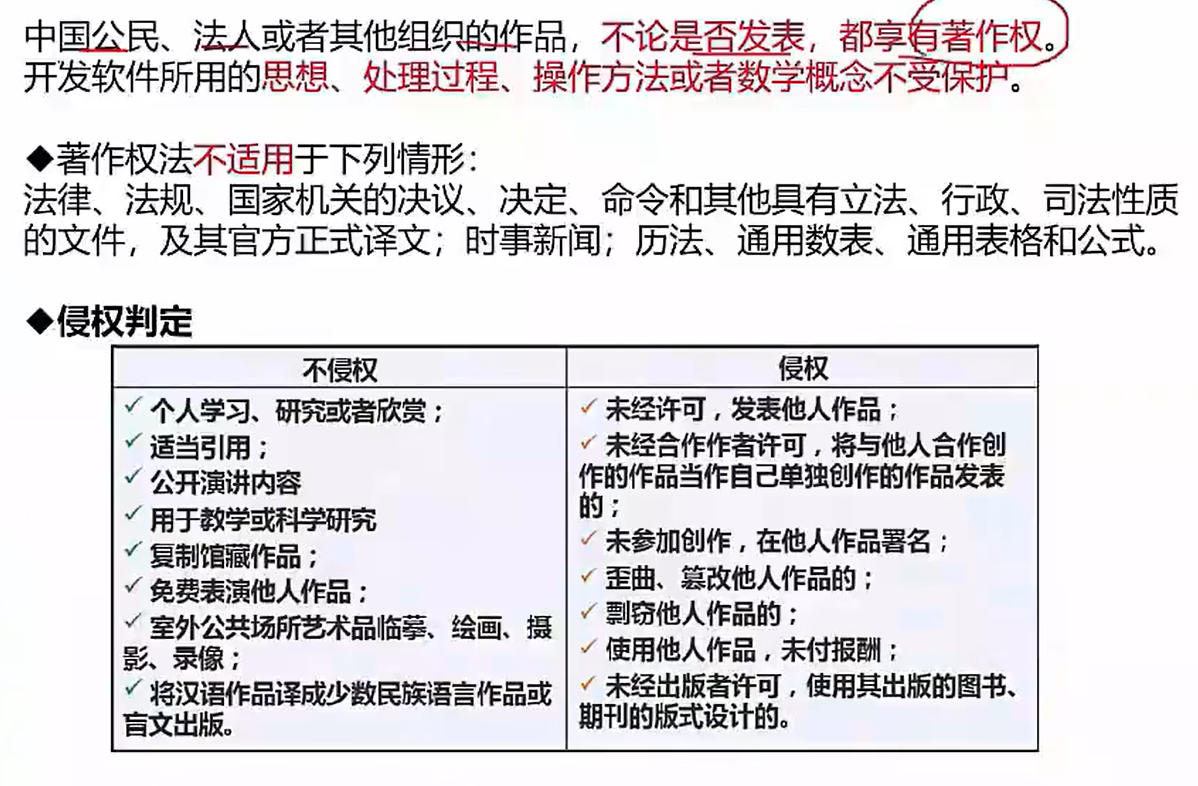 中国公民、法人或者其他组织的作品，不论是否发表，都享有著作权。
开发软件所用的思想、处理过程、操作方法或者数学概念不受保护。
◆著作权法不适用于下列情形：
法律、法规、国家机关的决议、决定、命令和其他具有立法、行政、司法性质
的文件，及其官方正式译文；时事新闻；历法、通用数表、通用表格和公式。
◆侵权判定
不侵权
✓ 个人学习、研究或者欣赏；
✓ 适当引用；
✓ 公开演讲内容
✓ 用于教学或科学研究
✓ 复制馆藏作品；
✓ 免费表演他人作品；
✓ 室外公共场所艺术品临摹、绘画、摄
影、录像；
✓ 将汉语作品译成少数民族语言作品或
盲文出版。
侵权
✓ 未经许可，发表他人作品；
✓ 未经合作作者许可，将与他人合作创
作的作品当作自己单独创作的作品发表
的；
✓ 未参加创作，在他人作品署名；
✓ 歪曲、篡改他人作品的；
✓ 剽窃他人作品的；
✓ 使用他人作品，未付报酬；
✓ 未经出版者许可，使用其出版的图书、
期刊的版式设计的。